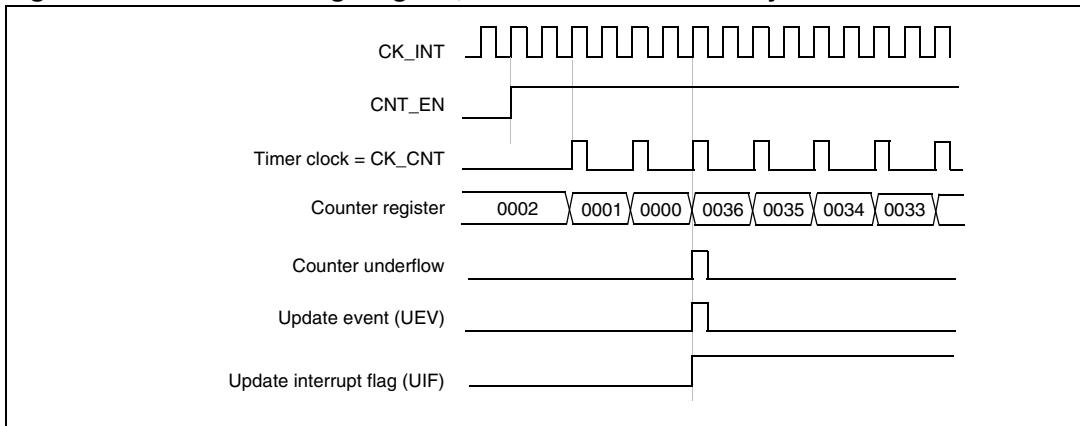 CK_INT
CNT_EN
Timer clock = CK_CNT
Counter register 0002 0001 0000 0036 0035 0034 0033
Counter underflow
Update event (UEV)
Update interrupt flag (UIF)